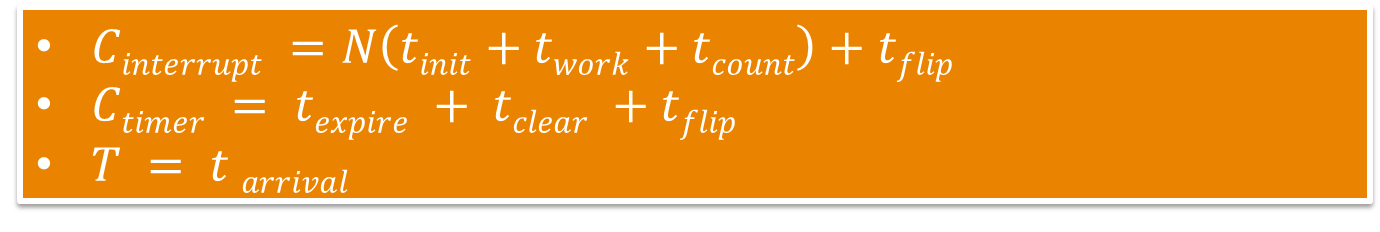 • C_interrupt = N(t_init + t_work + t_count) + t_flip
• C_timer = t_expire + t_clear + t_flip
• T = t_arrival